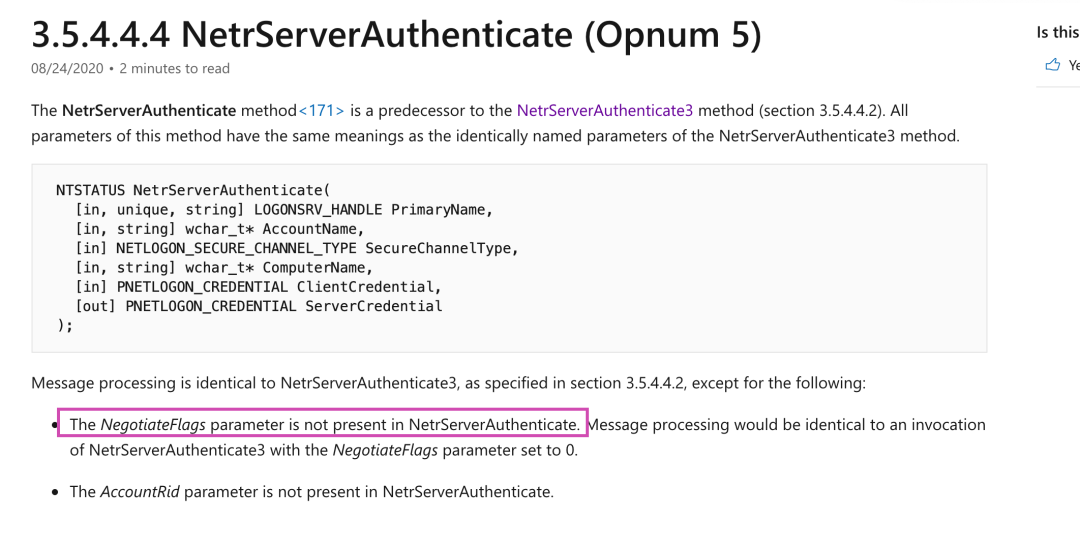 3.5.4.4.4 NetrServerAuthenticate (Opnum 5)
Is this
08/24/2020 • 2 minutes to read
Ye
The NetrServerAuthenticate method<171> is a predecessor to the NetrServerAuthenticate3 method (section 3.5.4.4.2). All
parameters of this method have the same meanings as the identically named parameters of the NetrServerAuthenticate3 method.
NTSTATUS NetrServerAuthenticate(
[in, unique, string] LOGONSRV_HANDLE PrimaryName,
[in, string] wchar_t* AccountName,
[in] NETLOGON_SECURE_CHANNEL_TYPE SecureChannelType,
[in, string] wchar_t* ComputerName,
[in] PNETLOGON_CREDENTIAL ClientCredential,
[out] PNETLOGON_CREDENTIAL ServerCredential
);
Message processing is identical to NetrServerAuthenticate3, as specified in section 3.5.4.4.2, except for the following:
• The NegotiateFlags parameter is not present in NetrServerAuthenticate. Message processing would be identical to an invocation
of NetrServerAuthenticate3 with the NegotiateFlags parameter set to 0.
• The AccountRid parameter is not present in NetrServerAuthenticate.